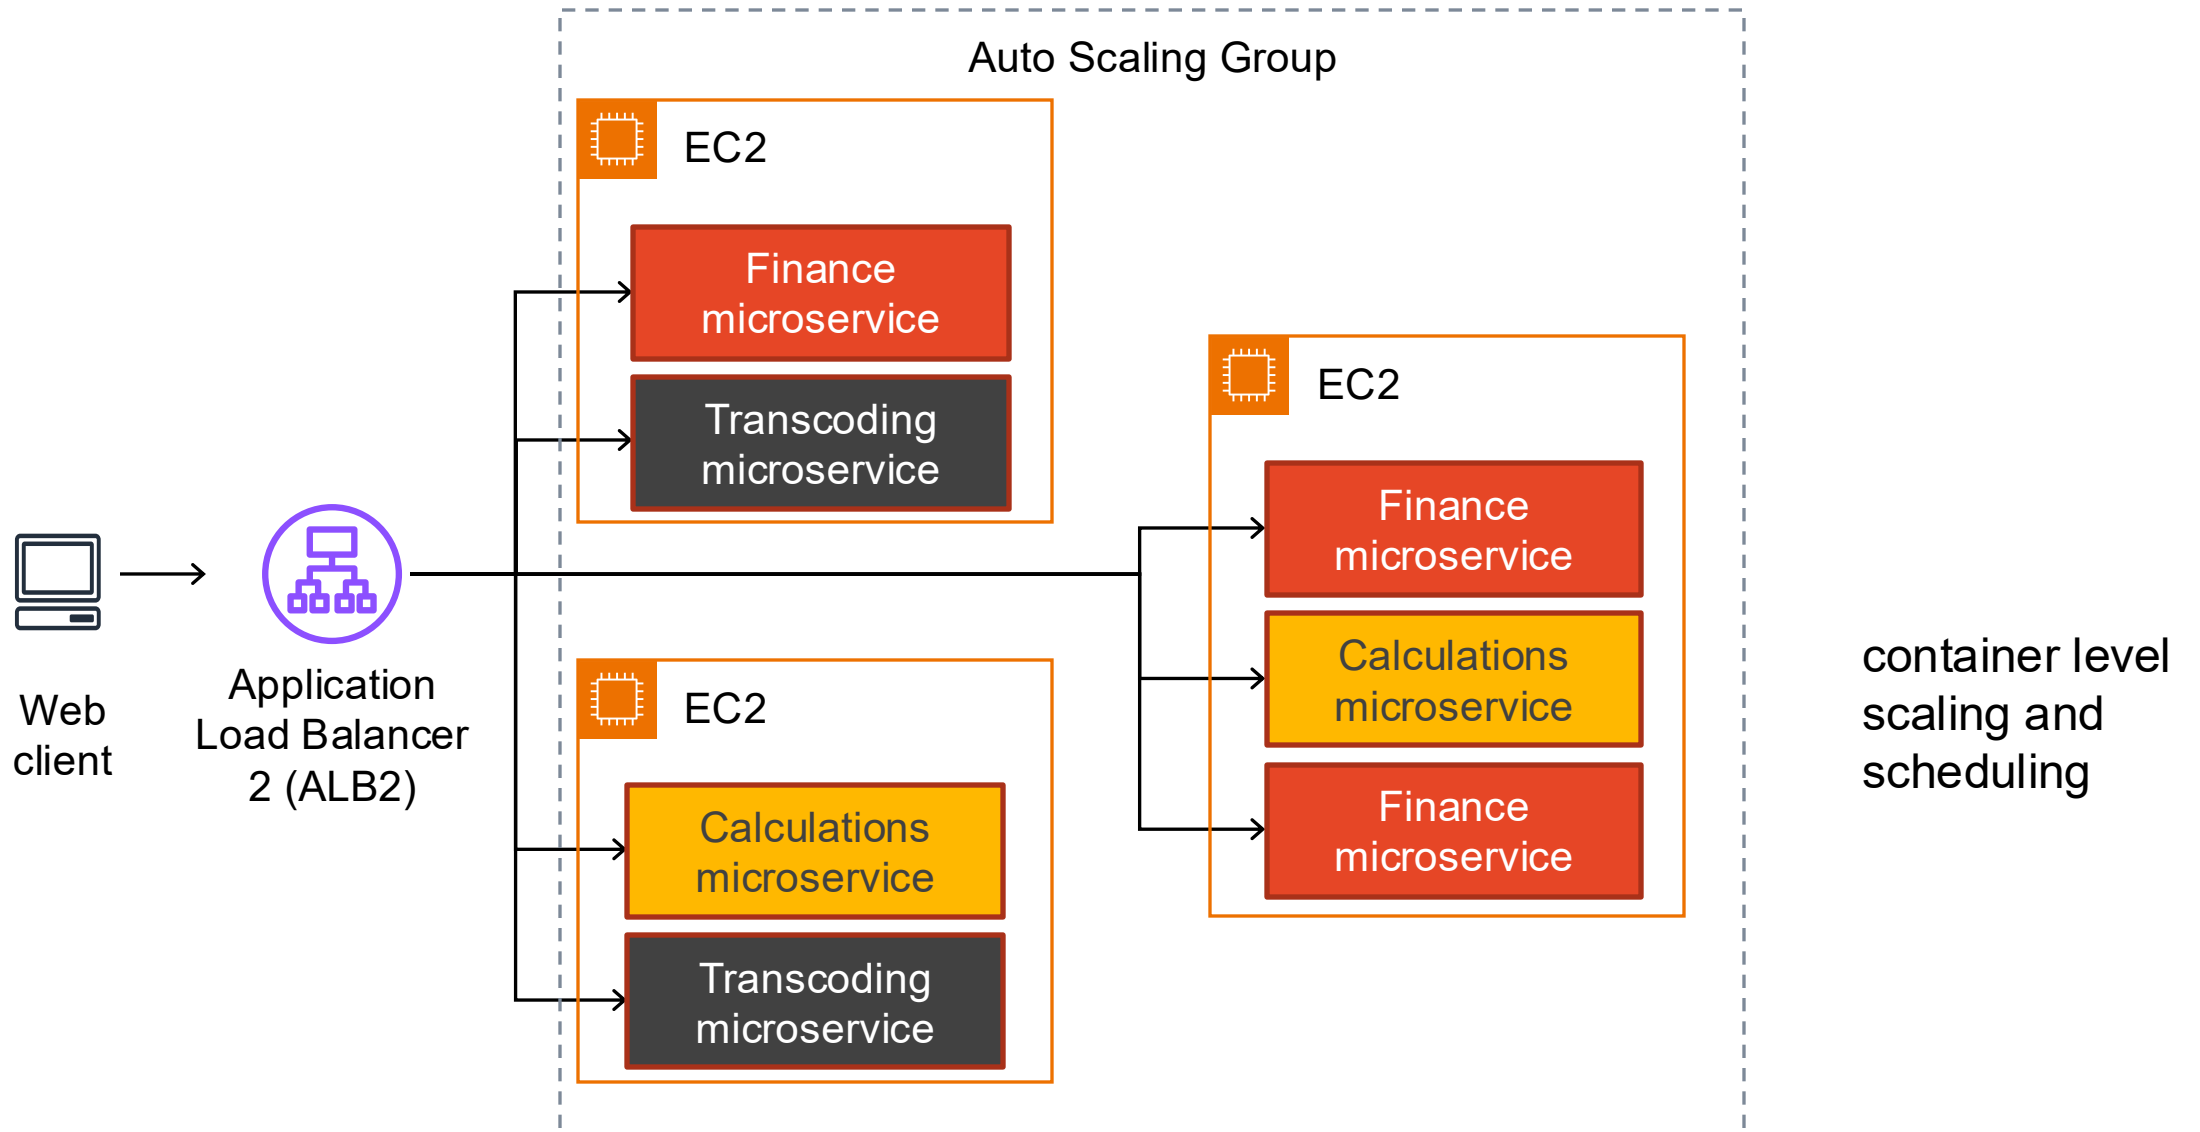 Auto Scaling Group
EC2
Finance
microservice
Transcoding
microservice
EC2
Finance
microservice
Calculations
microservice
Finance
microservice
Web
client
Application
Load Balancer
2 (ALB2)
EC2
Calculations
microservice
Transcoding
microservice
container level
scaling and
scheduling